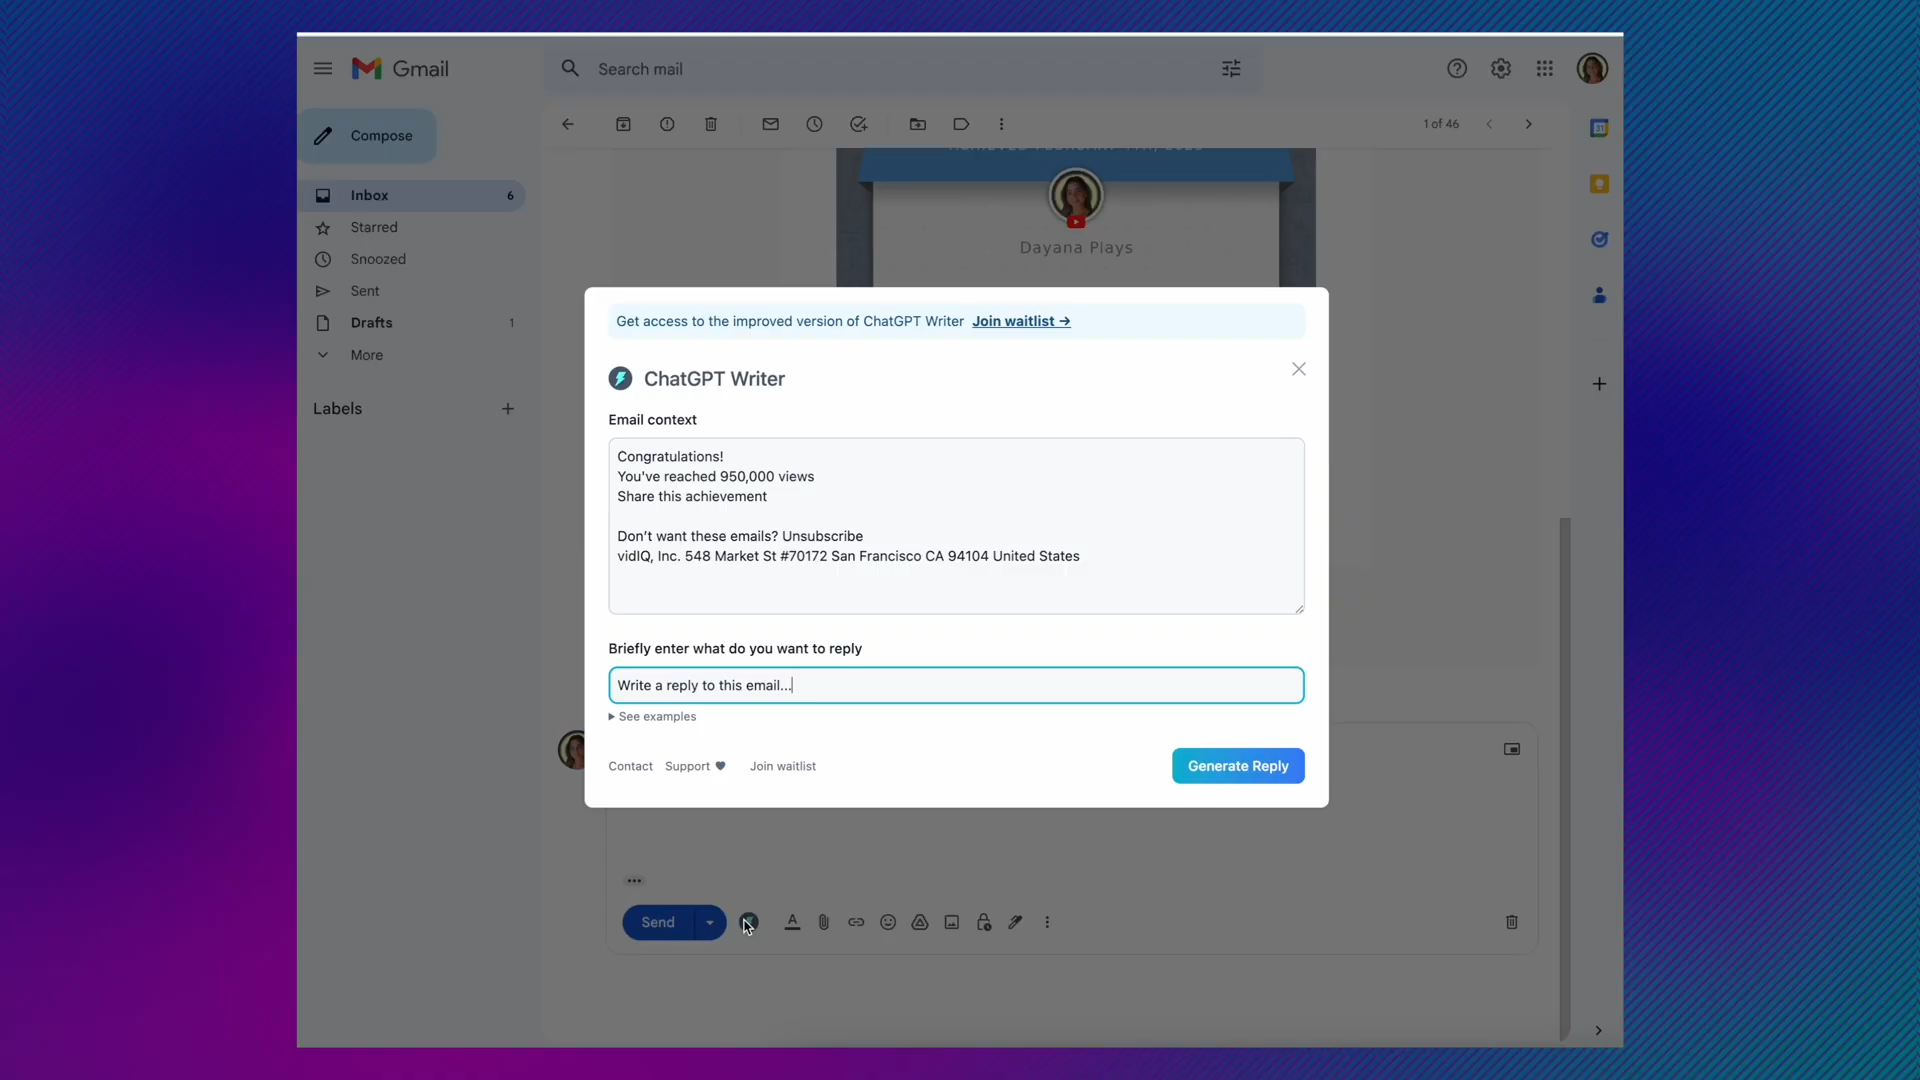 Gmail
Search mail
Compose
1 of 46
Inbox 6
Starred
Snoozed
Sent
Drafts 1
More
Labels
Dayana Plays
Get access to the improved version of ChatGPT Writer Join waitlist →
ChatGPT Writer
Email context
Congratulations!
You've reached 950,000 views
Share this achievement
Don't want these emails? Unsubscribe
vidIQ, Inc. 548 Market St #70172 San Francisco CA 94104 United States
Briefly enter what do you want to reply
Write a reply to this email...
See examples
Contact Support Join waitlist
Generate Reply
Send
31